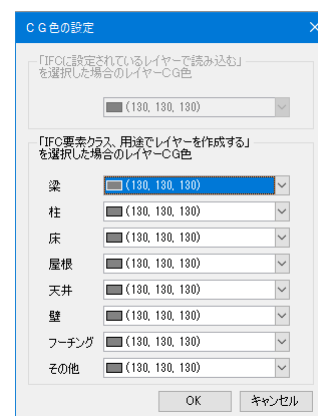 CG色の設定
「IFCに設定されているレイヤーで読み込む」
を選択した場合のレイヤーCG色
(130, 130, 130)
「IFC要素クラス、用途でレイヤーを作成する」
を選択した場合のレイヤーCG色
梁 (130, 130, 130)
柱 (130, 130, 130)
床 (130, 130, 130)
屋根 (130, 130, 130)
天井 (130, 130, 130)
壁 (130, 130, 130)
フーチング (130, 130, 130)
その他 (130, 130, 130)
OK キャンセル